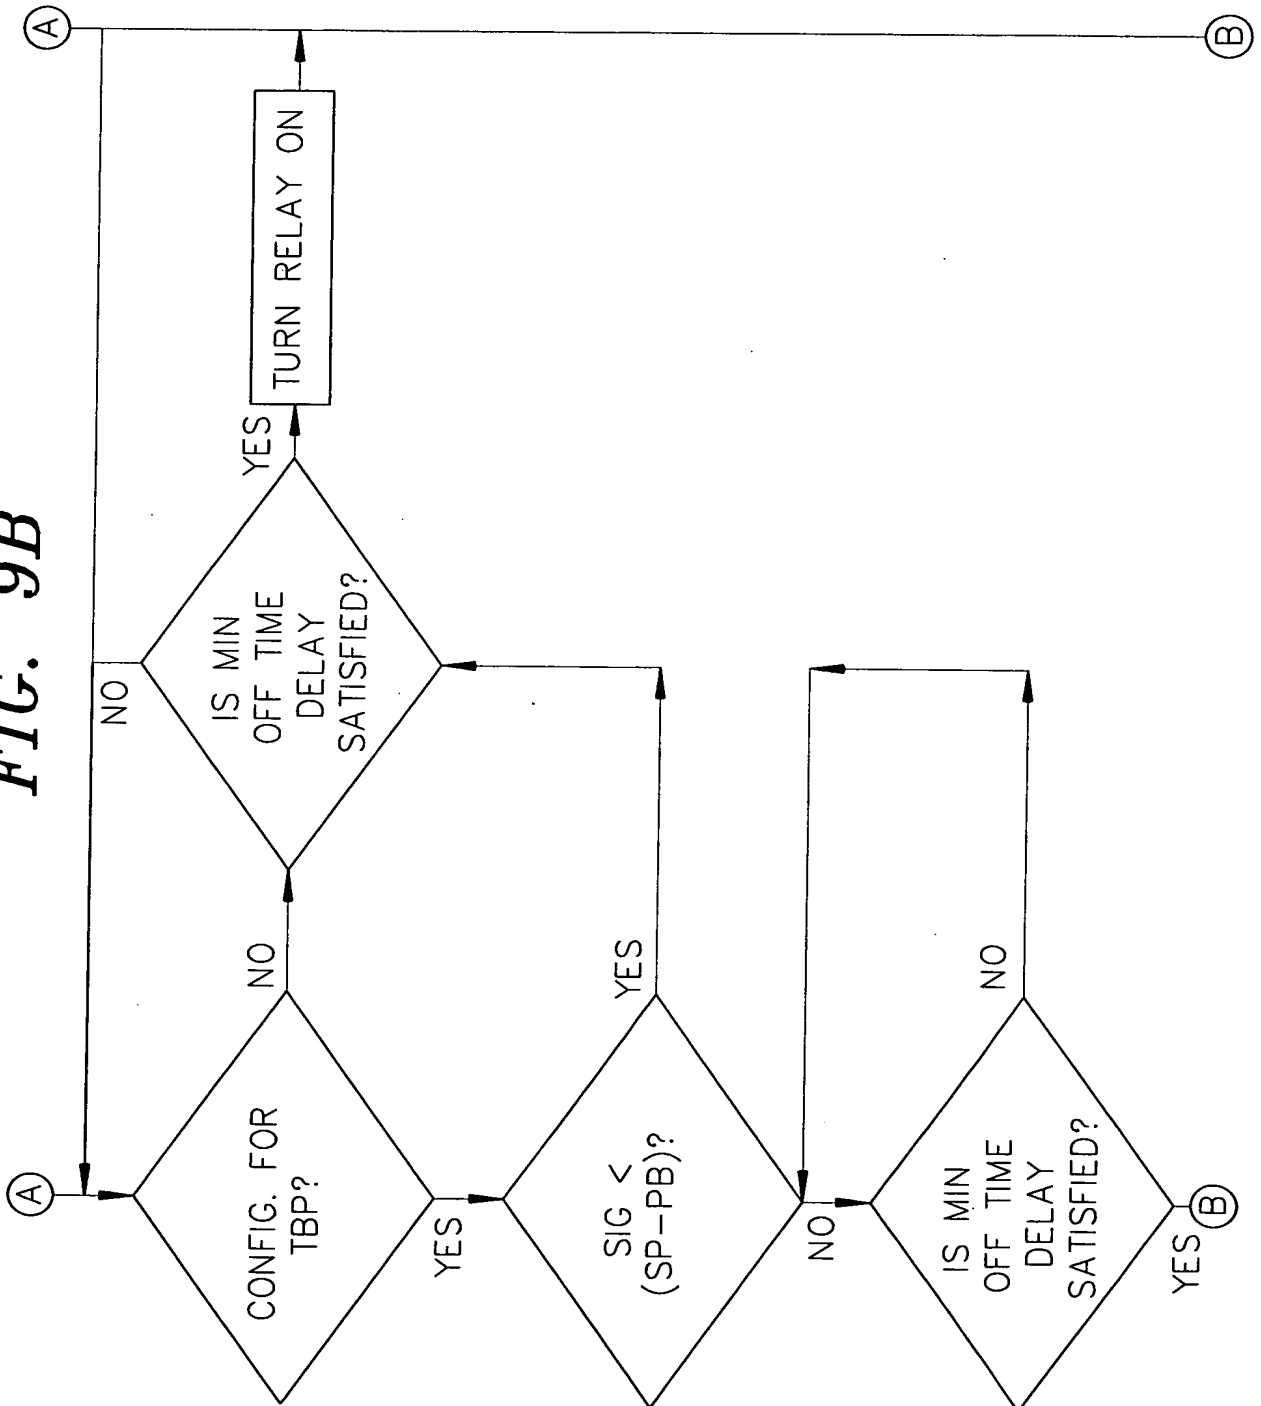 FIG. 9B
A
CONFIG. FOR
TBP?
NO
YES
SIG <
(SP-PB)?
YES
NO
IS MIN
OFF TIME
DELAY
SATISFIED?
NO
YES
B
IS MIN
OFF TIME
DELAY
SATISFIED?
NO
YES
TURN RELAY ON
A
B